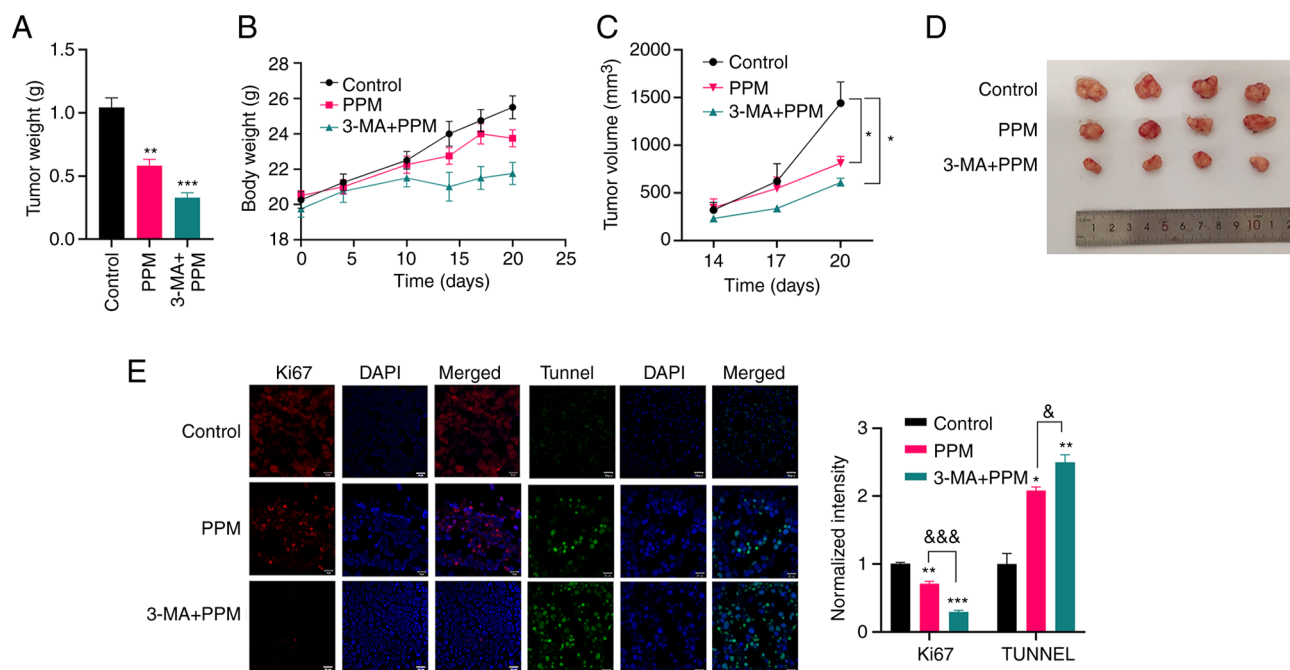 A
Tumor weight (g)
1.5
1.0
0.5
0.0
**
***
Control
PPM
3-MA+
PPM
B
Body weight (g)
28
26
24
22
20
18
Control
PPM
3-MA+PPM
0 5 10 15 20 25
Time (days)
C
Tumor volume (mm³)
2000
1500
1000
500
0
Control
PPM
3-MA+PPM
*
*
14 17 20
Time (days)
D
Control
PPM
3-MA+PPM
1 2 3 4 5 6 7 8 9 10 1 2
E
Ki67 DAPI Merged Tunnel DAPI Merged
Control
PPM
3-MA+PPM
Normalized intensity
3
2
1
0
Control
PPM
3-MA+PPM
&
**
*
&&&
**
***
Ki67 TUNNEL